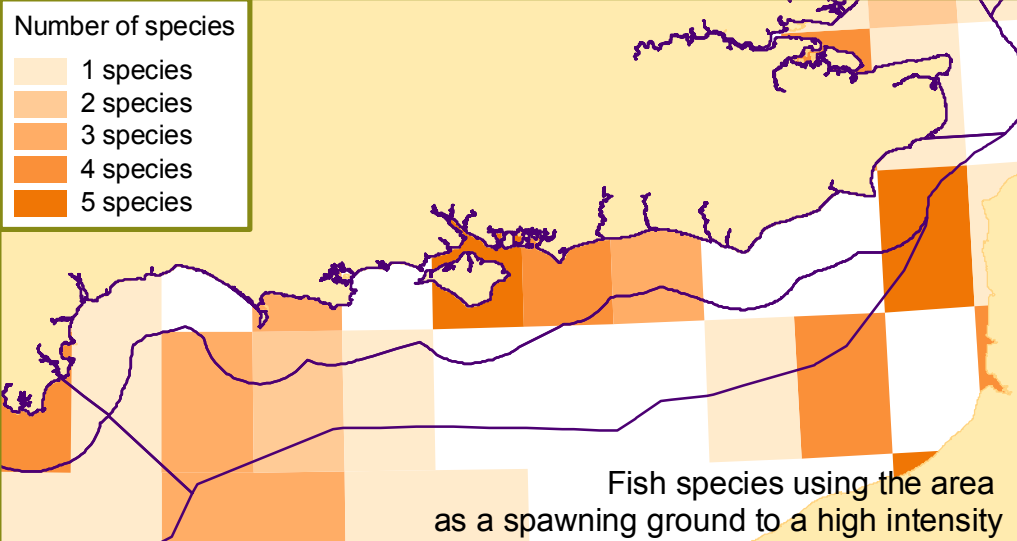 Number of species
1 species
2 species
3 species
4 species
5 species
Fish species using the area
as a spawning ground to a high intensity